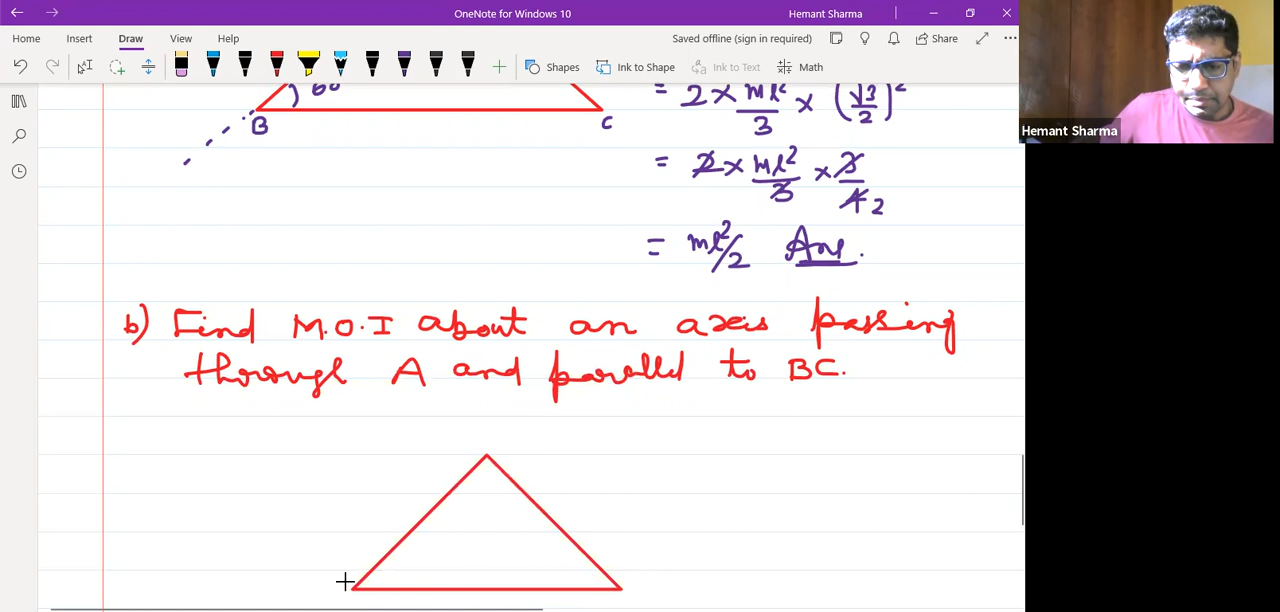 OneNote for Windows 10
Hemant Sharma
Home Insert Draw View Help
Saved offline (sign in required)
Share
Shapes
Ink to Shape
Ink to Text
Math
Hemant Sharma
60
B
C
= 2 × ml²/3 × (√3/2)²
= 2 × ml²/3 × 3/4 2
= ml²/2 Ans.
b) Find M.O.I about an axis passing
through A and parallel to BC.